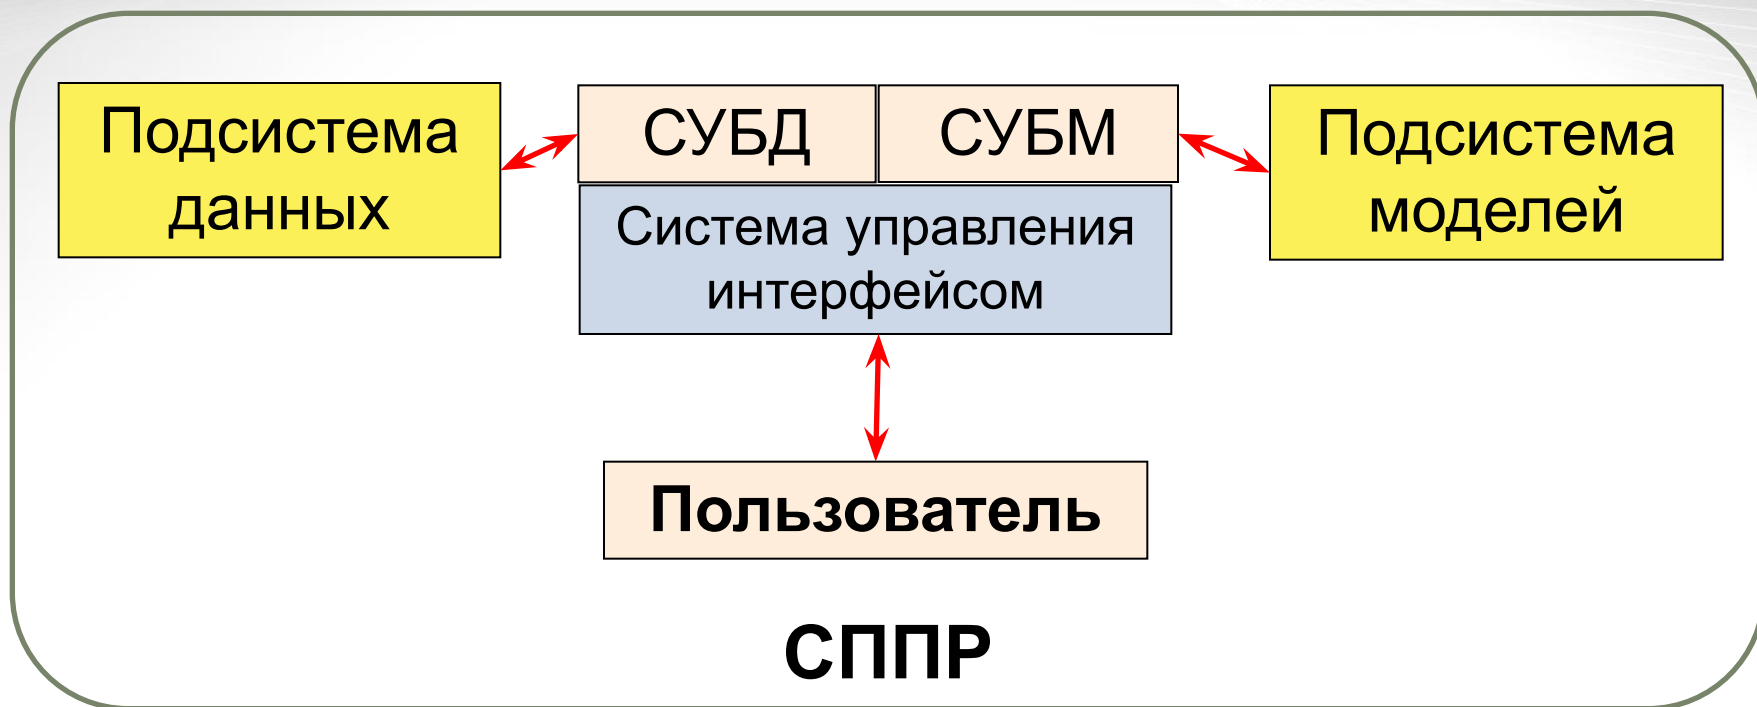 Подсистема
данных
СУБД
СУБМ
Подсистема
моделей
Система управления
интерфейсом
Пользователь
СППР